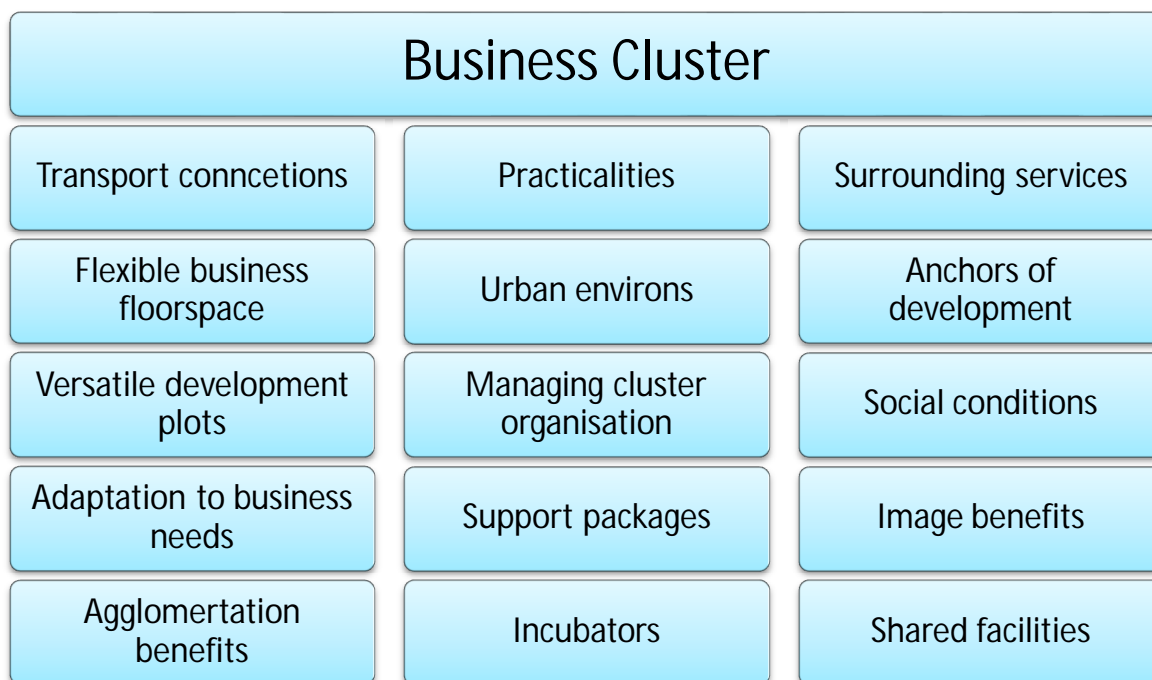 Business Cluster
Transport conncetions
Practicalities
Surrounding services
Flexible business
floorspace
Urban environs
Anchors of
development
Versatile development
plots
Managing cluster
organisation
Social conditions
Adaptation to business
needs
Support packages
Image benefits
Agglomertation
benefits
Incubators
Shared facilities